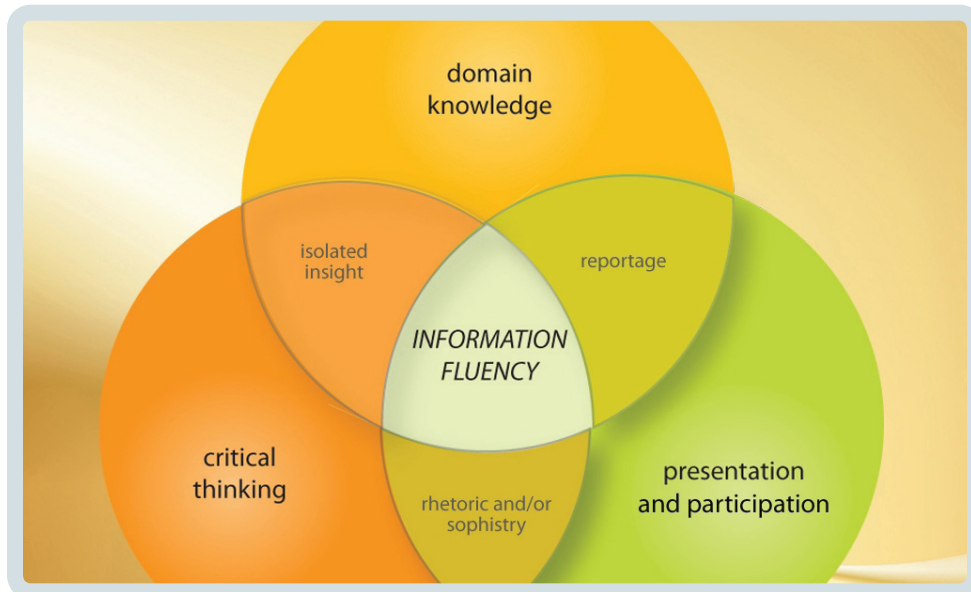 domain
knowledge
isolated
insight
reportage
INFORMATION
FLUENCY
critical
thinking
presentation
and participation
rhetoric and/or
sophistry